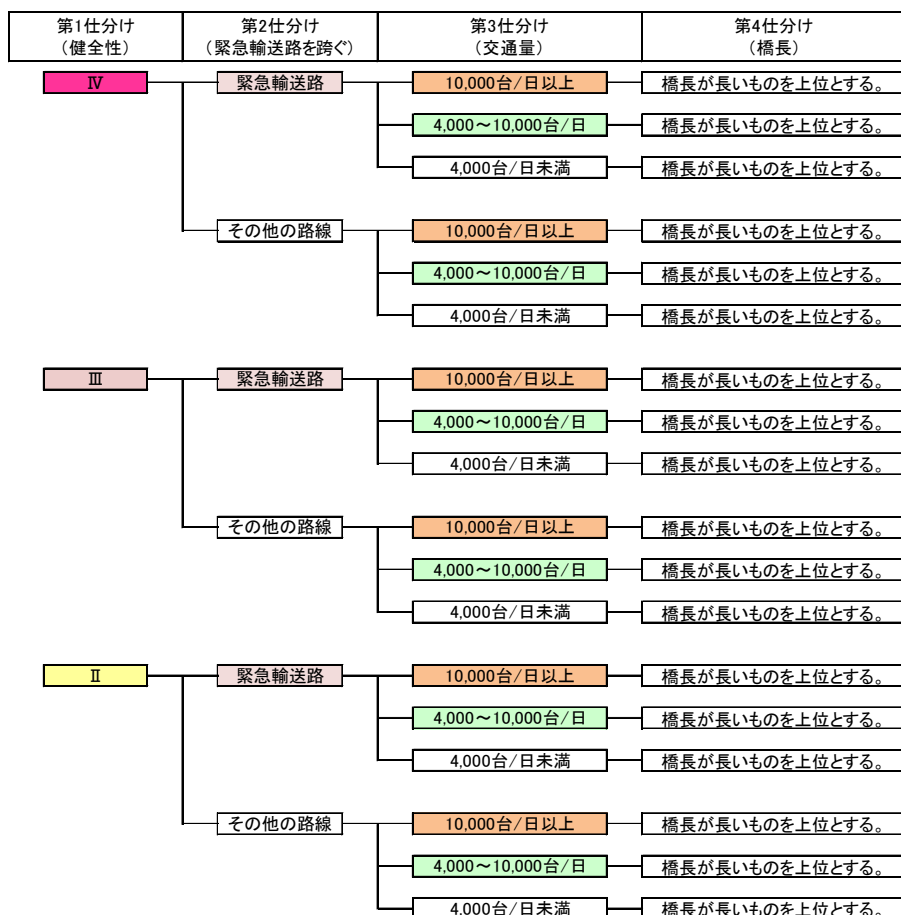 第1仕分け
（健全性）
第2仕分け
（緊急輸送路を跨ぐ）
第3仕分け
（交通量）
第4仕分け
（橋長）
Ⅳ
緊急輸送路
10,000台/日以上
橋長が長いものを上位とする。
4,000～10,000台/日
橋長が長いものを上位とする。
4,000台/日未満
橋長が長いものを上位とする。
その他の路線
10,000台/日以上
橋長が長いものを上位とする。
4,000～10,000台/日
橋長が長いものを上位とする。
4,000台/日未満
橋長が長いものを上位とする。
Ⅲ
緊急輸送路
10,000台/日以上
橋長が長いものを上位とする。
4,000～10,000台/日
橋長が長いものを上位とする。
4,000台/日未満
橋長が長いものを上位とする。
その他の路線
10,000台/日以上
橋長が長いものを上位とする。
4,000～10,000台/日
橋長が長いものを上位とする。
4,000台/日未満
橋長が長いものを上位とする。
Ⅱ
緊急輸送路
10,000台/日以上
橋長が長いものを上位とする。
4,000～10,000台/日
橋長が長いものを上位とする。
4,000台/日未満
橋長が長いものを上位とする。
その他の路線
10,000台/日以上
橋長が長いものを上位とする。
4,000～10,000台/日
橋長が長いものを上位とする。
4,000台/日未満
橋長が長いものを上位とする。